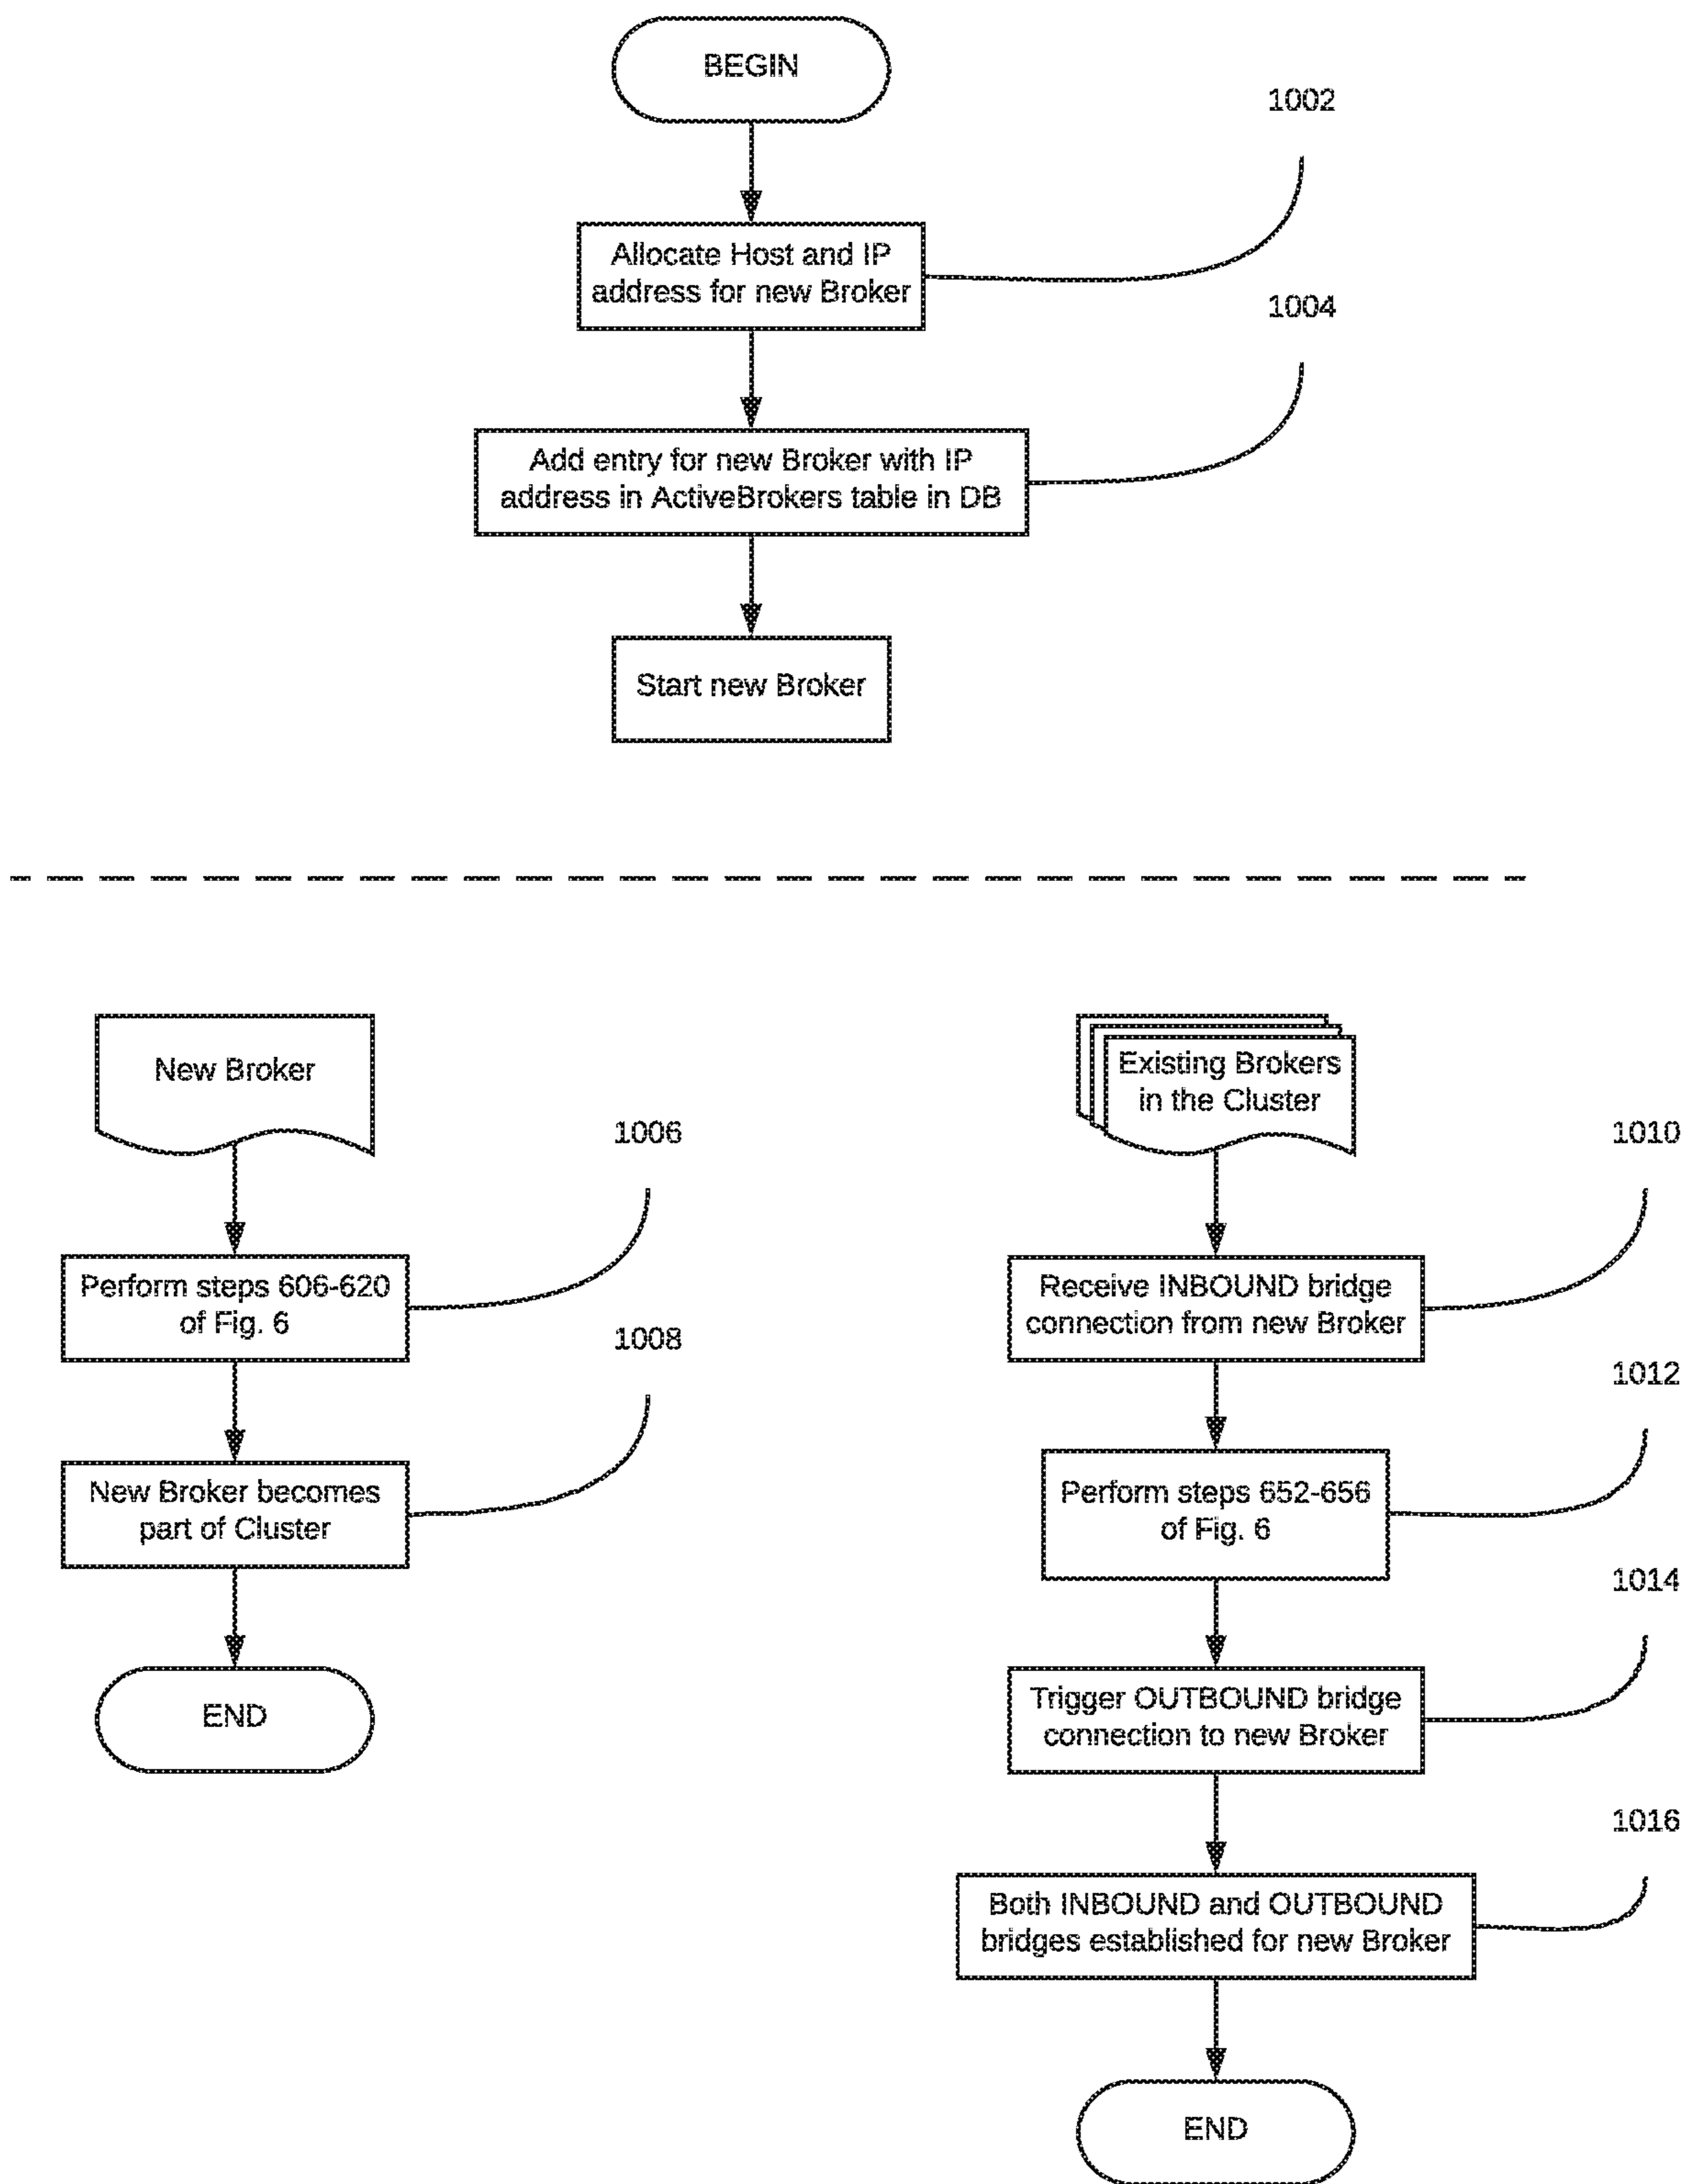 BEGIN
1002
Allocate Host and IP
address for new Broker
1004
Add entry for new Broker with IP
address in ActiveBrokers table in DB
Start new Broker
New Broker
1006
Perform steps 606-620
of Fig. 6
1008
New Broker becomes
part of Cluster
END
Existing Brokers
in the Cluster
1010
Receive INBOUND bridge
connection from new Broker
1012
Perform steps 652-656
of Fig. 6
1014
Trigger OUTBOUND bridge
connection to new Broker
1016
Both INBOUND and OUTBOUND
bridges established for new Broker
END